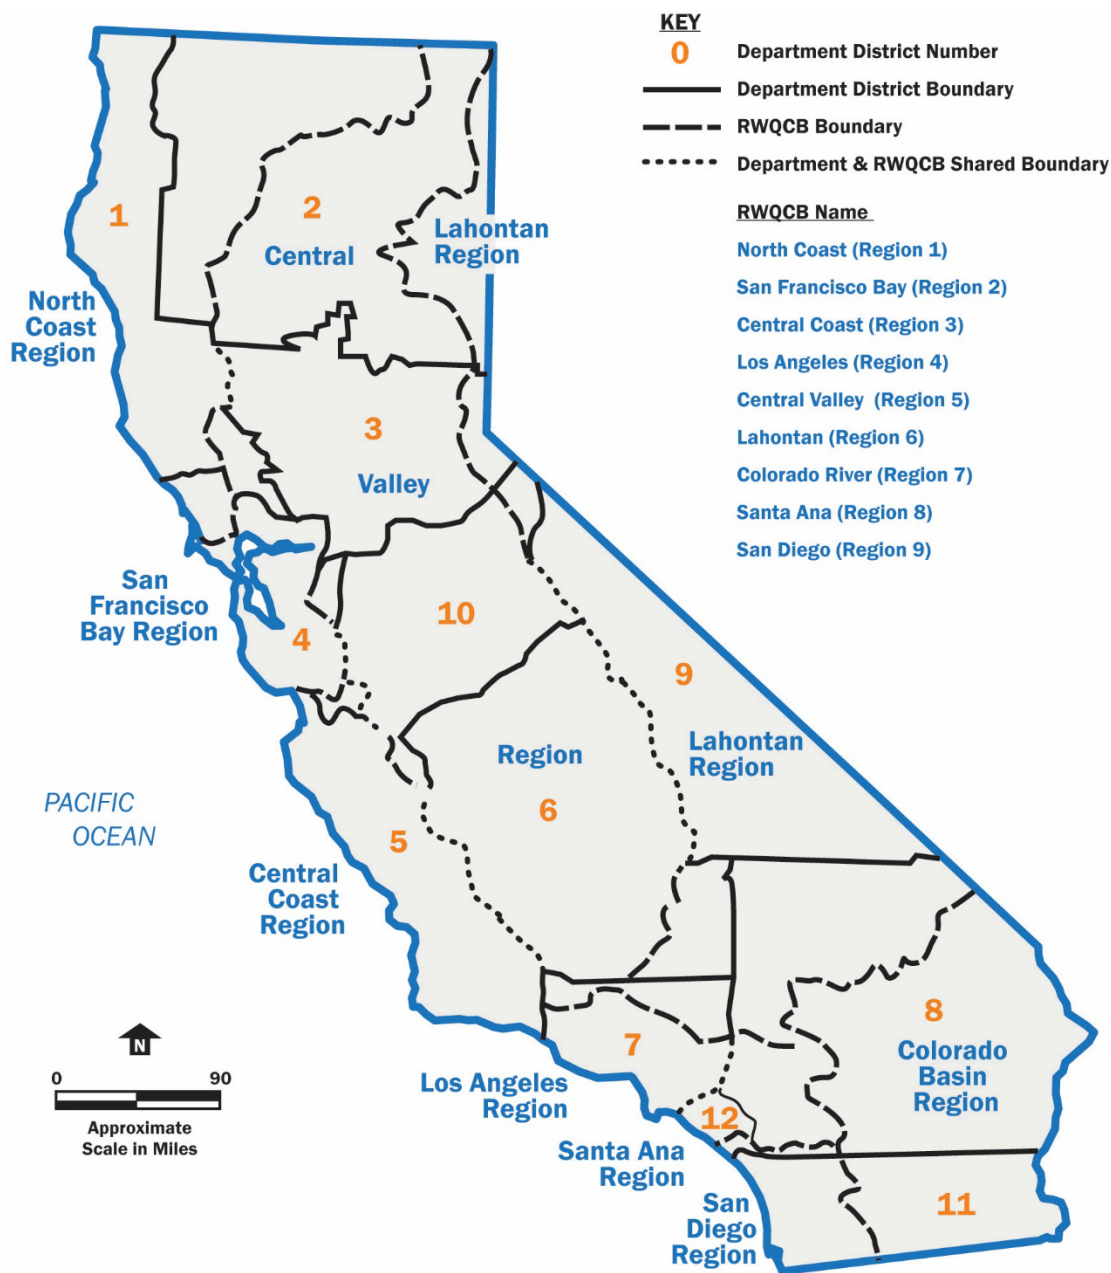 KEY
0 Department District Number
Department District Boundary
RWQCB Boundary
Department & RWQCB Shared Boundary
RWQCB Name
North Coast (Region 1)
San Francisco Bay (Region 2)
Central Coast (Region 3)
Los Angeles (Region 4)
Central Valley (Region 5)
Lahontan (Region 6)
Colorado River (Region 7)
Santa Ana (Region 8)
San Diego (Region 9)
1
2
Central
Lahontan
Region
North
Coast
Region
3
Valley
San
Francisco
Bay Region
4
10
9
Lahontan
Region
Region
6
PACIFIC
OCEAN
5
Central
Coast
Region
8
Colorado
Basin
Region
7
Los Angeles
Region
12
Santa Ana
Region
San
Diego
Region
11
N
0 90
Approximate
Scale in Miles